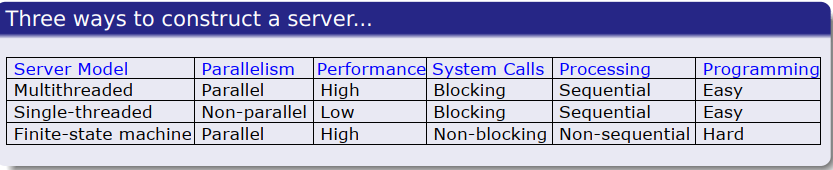 Three ways to construct a server...
Server Model Parallelism Performance System Calls Processing Programming
Multithreaded Parallel High Blocking Sequential Easy
Single-threaded Non-parallel Low Blocking Sequential Easy
Finite-state machine Parallel High Non-blocking Non-sequential Hard